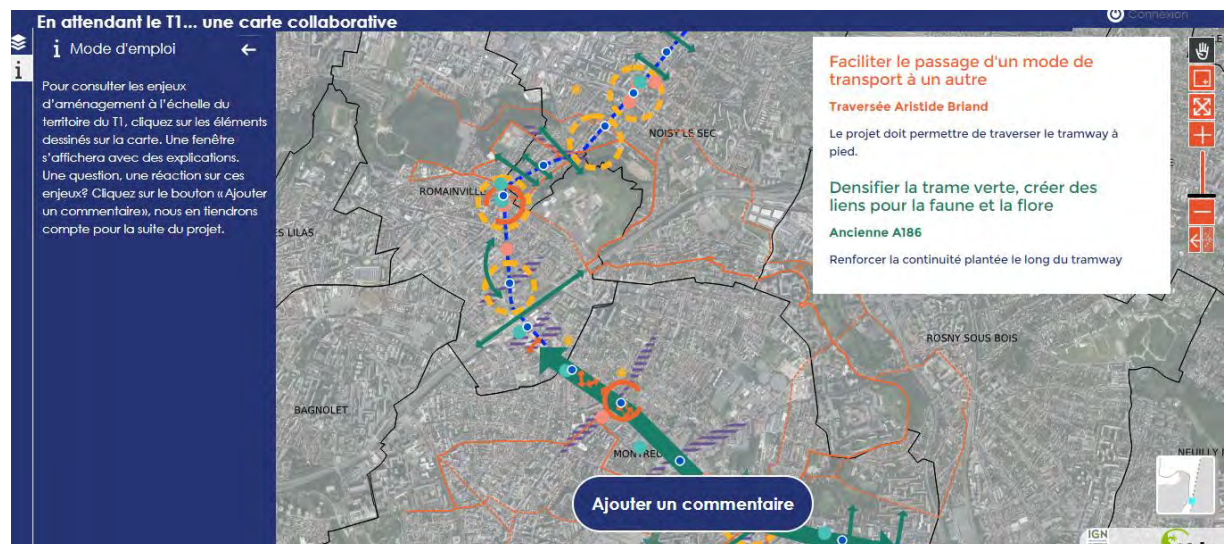 En attendant le T1... une carte collaborative
Connexion
i Mode d'emploi
i
Pour consulter les enjeux
d'aménagement à l'échelle du
territoire du T1, cliquez sur les éléments
dessinés sur la carte. Une fenêtre
s'affichera avec des explications.
Une question, une réaction sur ces
enjeux? Cliquez sur le bouton «Ajouter
un commentaire», nous en tiendrons
compte pour la suite du projet.
Faciliter le passage d'un mode de
transport à un autre
Traversée Aristide Briand
Le projet doit permettre de traverser le tramway à
pied.
Densifier la trame verte, créer des
liens pour la faune et la flore
Ancienne A186
Renforcer la continuité plantée le long du tramway
NOISY LE SEC
ROMAINVILLE
ES LILAS
ROSNY SOUS BOIS
BAGNOLET
MONTREU
NEUILLY
Ajouter un commentaire
IGN